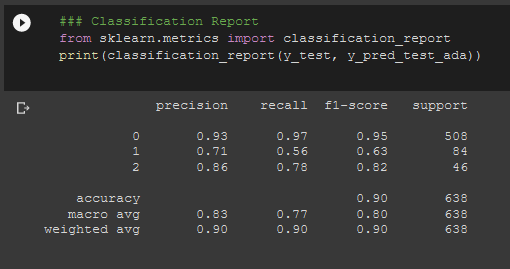 ### Classification Report
from sklearn.metrics import classification_report
print(classification_report(y_test, y_pred_test_ada))
precision recall f1-score support
0 0.93 0.97 0.95 508
1 0.71 0.56 0.63 84
2 0.86 0.78 0.82 46
accuracy 0.90 638
macro avg 0.83 0.77 0.80 638
weighted avg 0.90 0.90 0.90 638